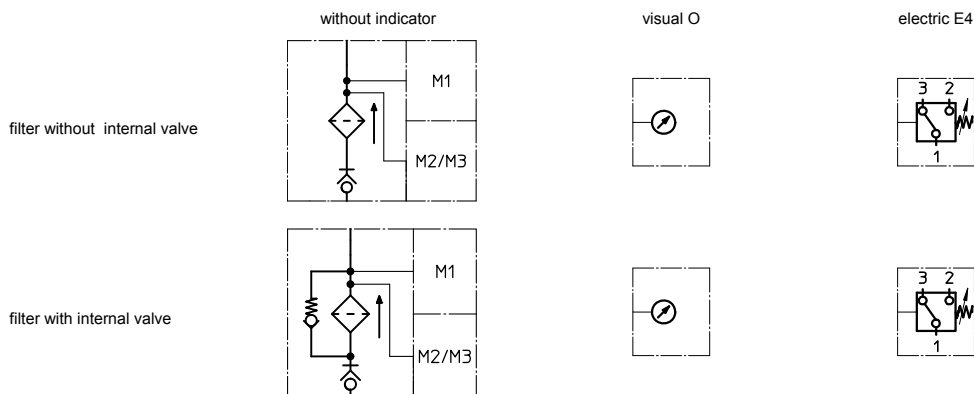 without indicator visual O electric E4
M1
3 2
filter without  internal valve
1
M2/M3
M1
3 2
filter with internal valve
1
M2/M3